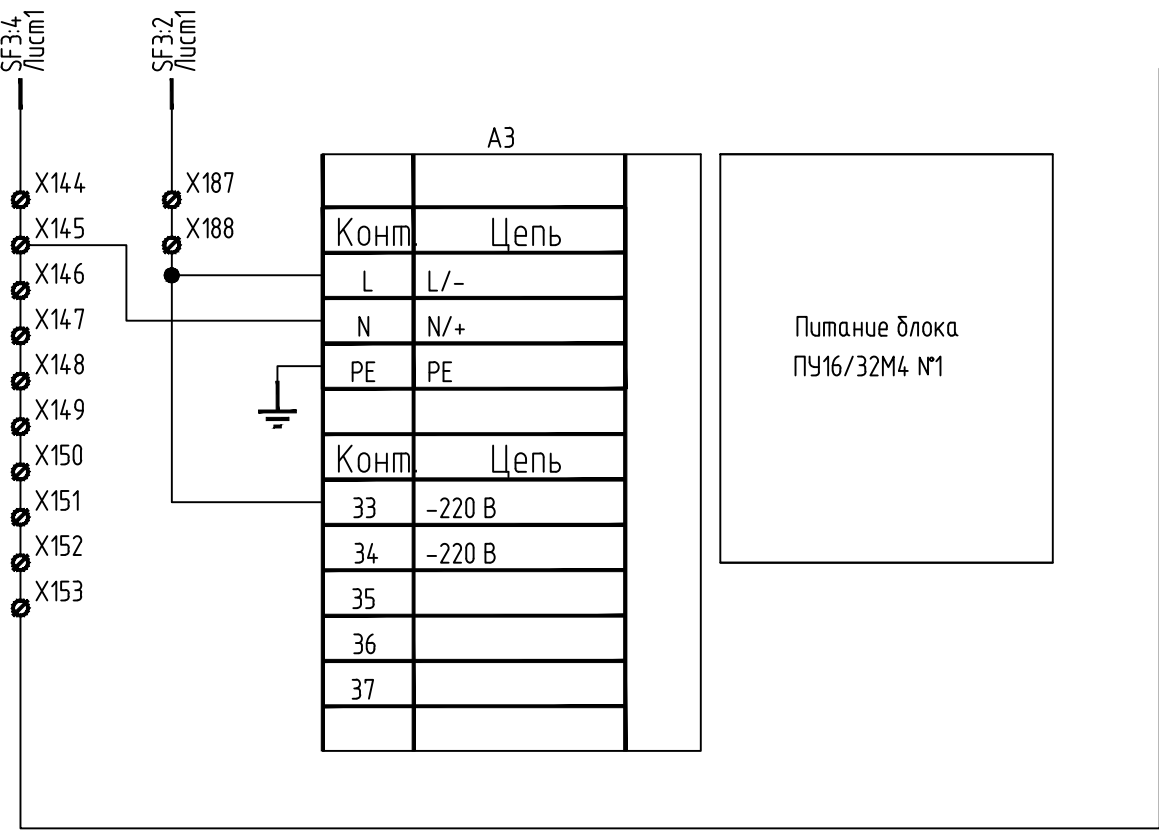 SF3:4
Лист1
SF3:2
Лист1
А3
X144
X187
X145
X188
Конт. Цепь
X146
L L/-
X147
N N/+
X148
PE PE
X149
X150
Конт. Цепь
X151
33 -220 В
X152
34 -220 В
X153
35
36
37
Питание блока
ПУ16/32М4 №1